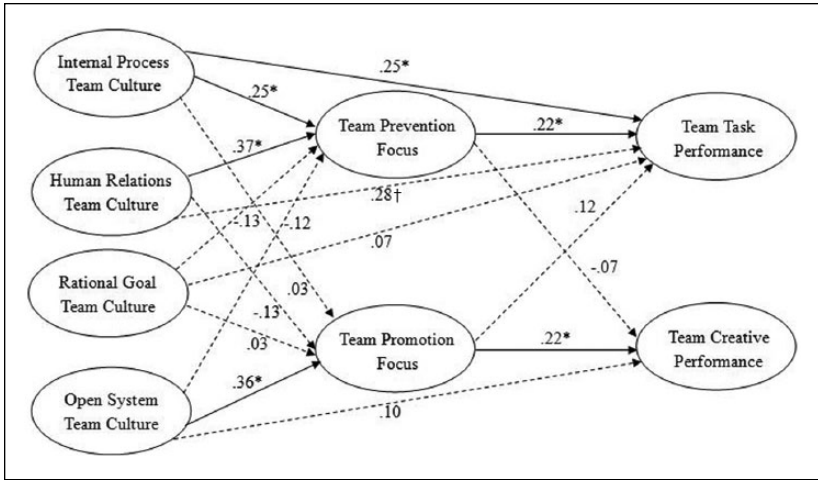 Internal Process
Team Culture
.25*
.25*
Team Prevention
Focus
.22*
Team Task
Performance
.37*
Human Relations
Team Culture
.28†
-.13
-.12
.12
.07
-.07
Rational Goal
Team Culture
.03
-.13
.03
Team Promotion
Focus
.22*
Team Creative
Performance
.36*
Open System
Team Culture
.10